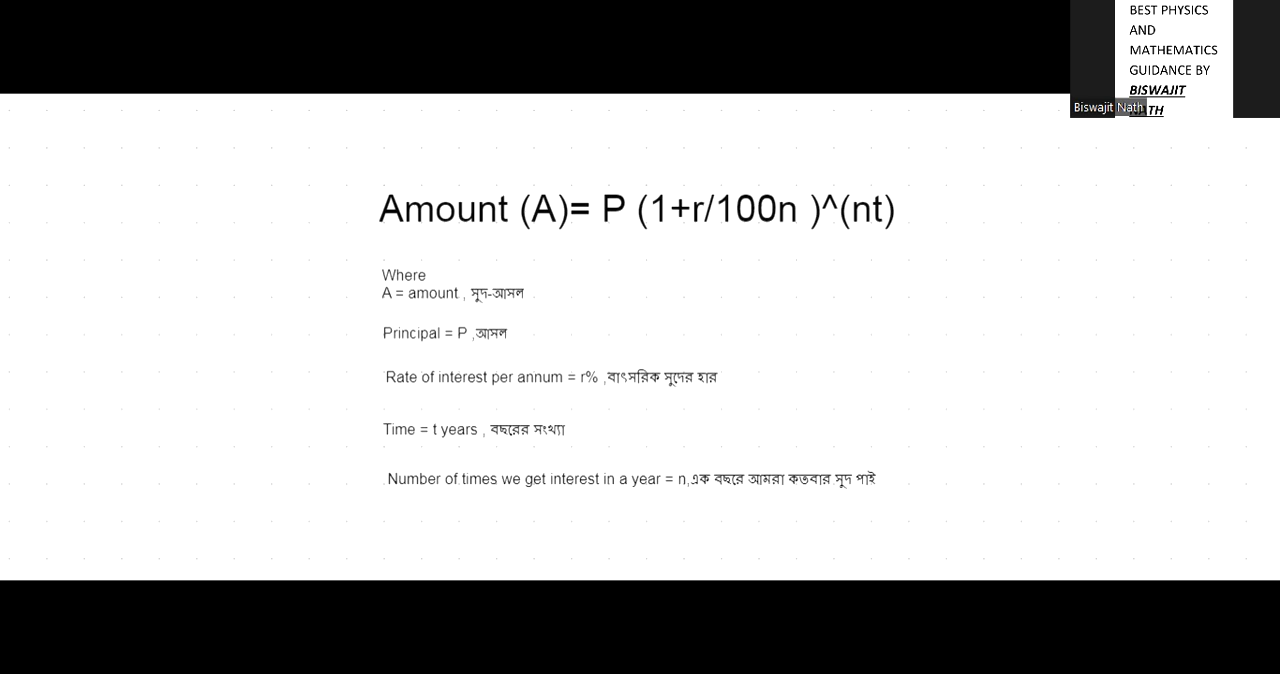 BEST PHYSICS
AND
MATHEMATICS
GUIDANCE BY
BISWAJIT
NATH
Biswajit Nath
Amount (A)= P (1+r/100n )^(nt)
Where
A = amount , সুদ-আসল
Principal = P ,আসল
Rate of interest per annum = r% ,বাৎসরিক সুদের হার
Time = t years , বছরের সংখ্যা
Number of times we get interest in a year = n,এক বছরে আমরা কতবার সুদ পাই